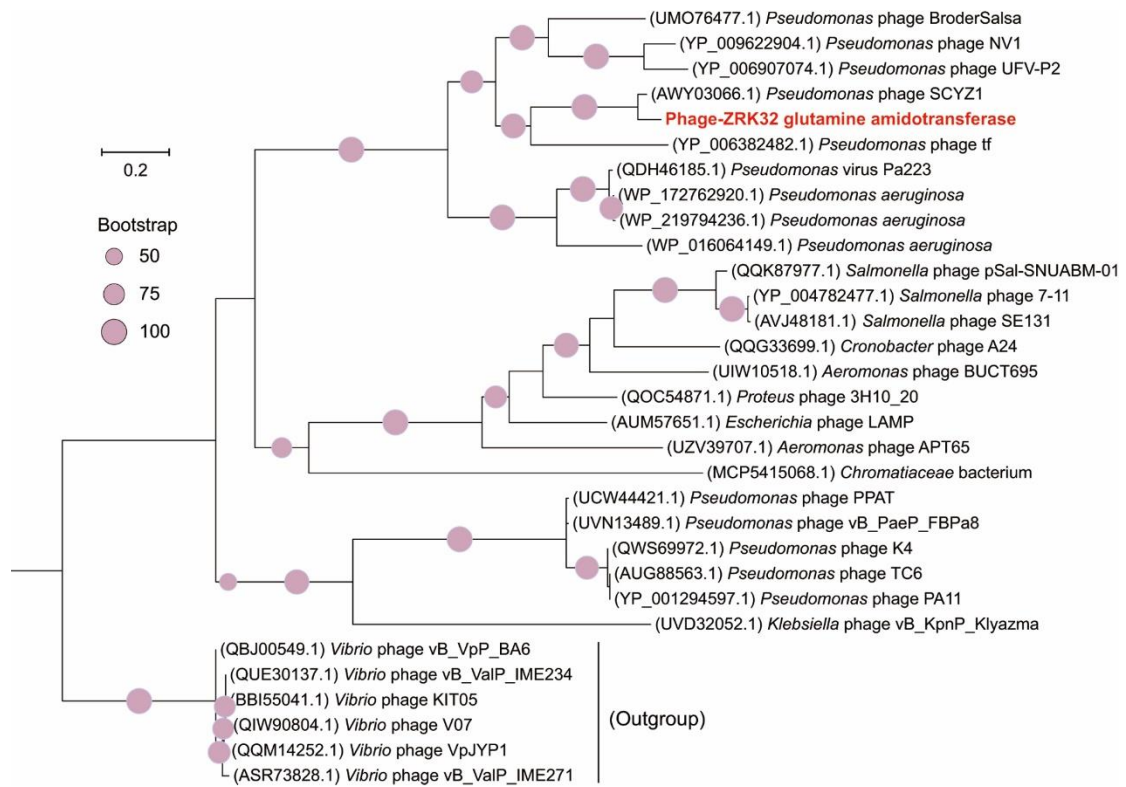 (UMO76477.1) Pseudomonas phage BroderSalsa
(YP_009622904.1) Pseudomonas phage NV1
(YP_006907074.1) Pseudomonas phage UFV-P2
(AWY03066.1) Pseudomonas phage SCYZ1
Phage-ZRK32 glutamine amidotransferase
(YP_006382482.1) Pseudomonas phage tf
0.2
(QDH46185.1) Pseudomonas virus Pa223
(WP_172762920.1) Pseudomonas aeruginosa
(WP_219794236.1) Pseudomonas aeruginosa
(WP_016064149.1) Pseudomonas aeruginosa
Bootstrap
50
75
100
(QQK87977.1) Salmonella phage pSal-SNUABM-01
(YP_004782477.1) Salmonella phage 7-11
(AVJ48181.1) Salmonella phage SE131
(QQG33699.1) Cronobacter phage A24
(UIW10518.1) Aeromonas phage BUCT695
(QOC54871.1) Proteus phage 3H10_20
(AUM57651.1) Escherichia phage LAMP
(UZV39707.1) Aeromonas phage APT65
(MCP5415068.1) Chromatiaceae bacterium
(UCW44421.1) Pseudomonas phage PPAT
(UVN13489.1) Pseudomonas phage vB_PaeP_FBPa8
(QWS69972.1) Pseudomonas phage K4
(AUG88563.1) Pseudomonas phage TC6
(YP_001294597.1) Pseudomonas phage PA11
(UVD32052.1) Klebsiella phage vB_KpnP_Klyazma
(QBJ00549.1) Vibrio phage vB_VpP_BA6
(QUE30137.1) Vibrio phage vB_ValP_IME234
(BBI55041.1) Vibrio phage KIT05
(QIW90804.1) Vibrio phage V07
(QQM14252.1) Vibrio phage VpJYP1
(ASR73828.1) Vibrio phage vB_ValP_IME271
(Outgroup)